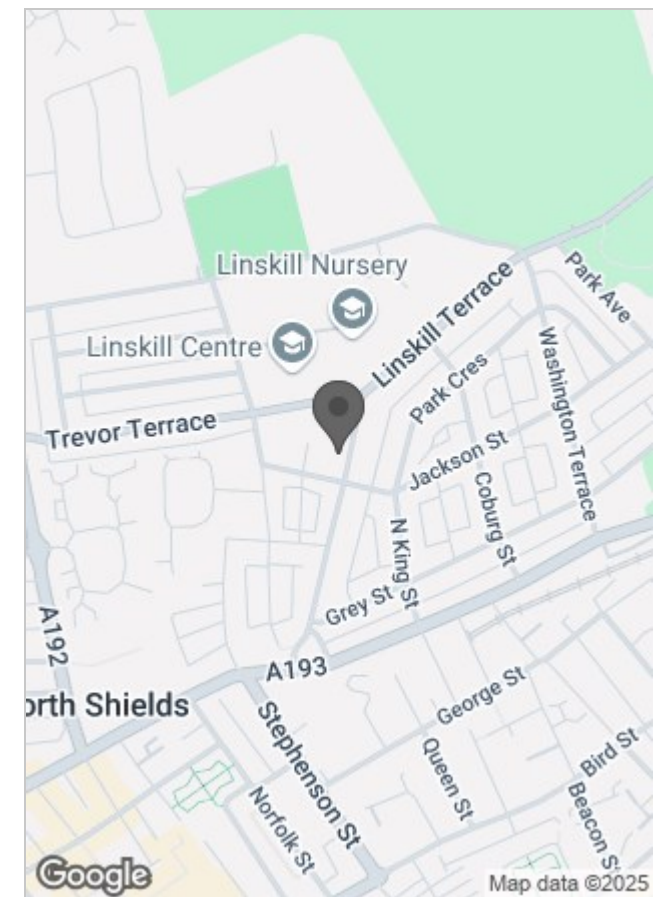 Linskill Nursery
Park Ave
Linskill Terrace
Linskill Centre
Park Cres
Washington Terrace
Trevor Terrace
Jackson St
Coburg St
N King St
Grey St
A192
A193
orth Shields
George St
Stephenson St
Queen St
Bird St
Norfolk St
Beacon St
Google
Map data ©2025